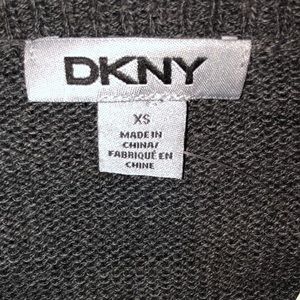 DKNY
XS
MADE IN
CHINA/
FABRIQUÉ EN
CHINE